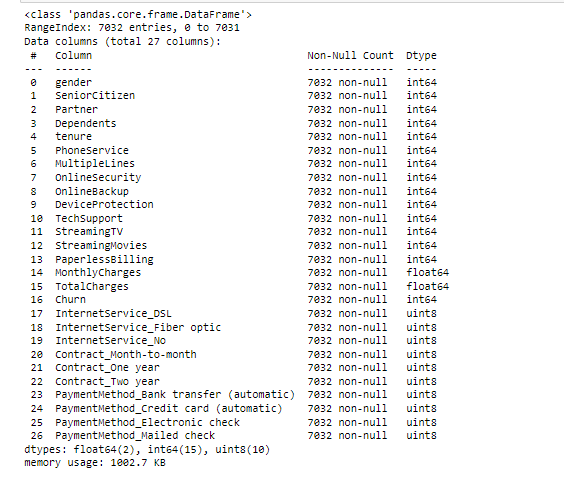 <class 'pandas.core.frame.DataFrame'>
RangeIndex: 7032 entries, 0 to 7031
Data columns (total 27 columns):
 #   Column                                   Non-Null Count  Dtype
---  ------                                   --------------  -----
 0   gender                                   7032 non-null   int64
 1   SeniorCitizen                            7032 non-null   int64
 2   Partner                                  7032 non-null   int64
 3   Dependents                               7032 non-null   int64
 4   tenure                                   7032 non-null   int64
 5   PhoneService                             7032 non-null   int64
 6   MultipleLines                            7032 non-null   int64
 7   OnlineSecurity                           7032 non-null   int64
 8   OnlineBackup                             7032 non-null   int64
 9   DeviceProtection                         7032 non-null   int64
 10  TechSupport                              7032 non-null   int64
 11  StreamingTV                              7032 non-null   int64
 12  StreamingMovies                          7032 non-null   int64
 13  PaperlessBilling                         7032 non-null   int64
 14  MonthlyCharges                           7032 non-null   float64
 15  TotalCharges                             7032 non-null   float64
 16  Churn                                    7032 non-null   int64
 17  InternetService_DSL                      7032 non-null   uint8
 18  InternetService_Fiber optic              7032 non-null   uint8
 19  InternetService_No                       7032 non-null   uint8
 20  Contract_Month-to-month                  7032 non-null   uint8
 21  Contract_One year                        7032 non-null   uint8
 22  Contract_Two year                        7032 non-null   uint8
 23  PaymentMethod_Bank transfer (automatic)  7032 non-null   uint8
 24  PaymentMethod_Credit card (automatic)    7032 non-null   uint8
 25  PaymentMethod_Electronic check           7032 non-null   uint8
 26  PaymentMethod_Mailed check               7032 non-null   uint8
dtypes: float64(2), int64(15), uint8(10)
memory usage: 1002.7 KB